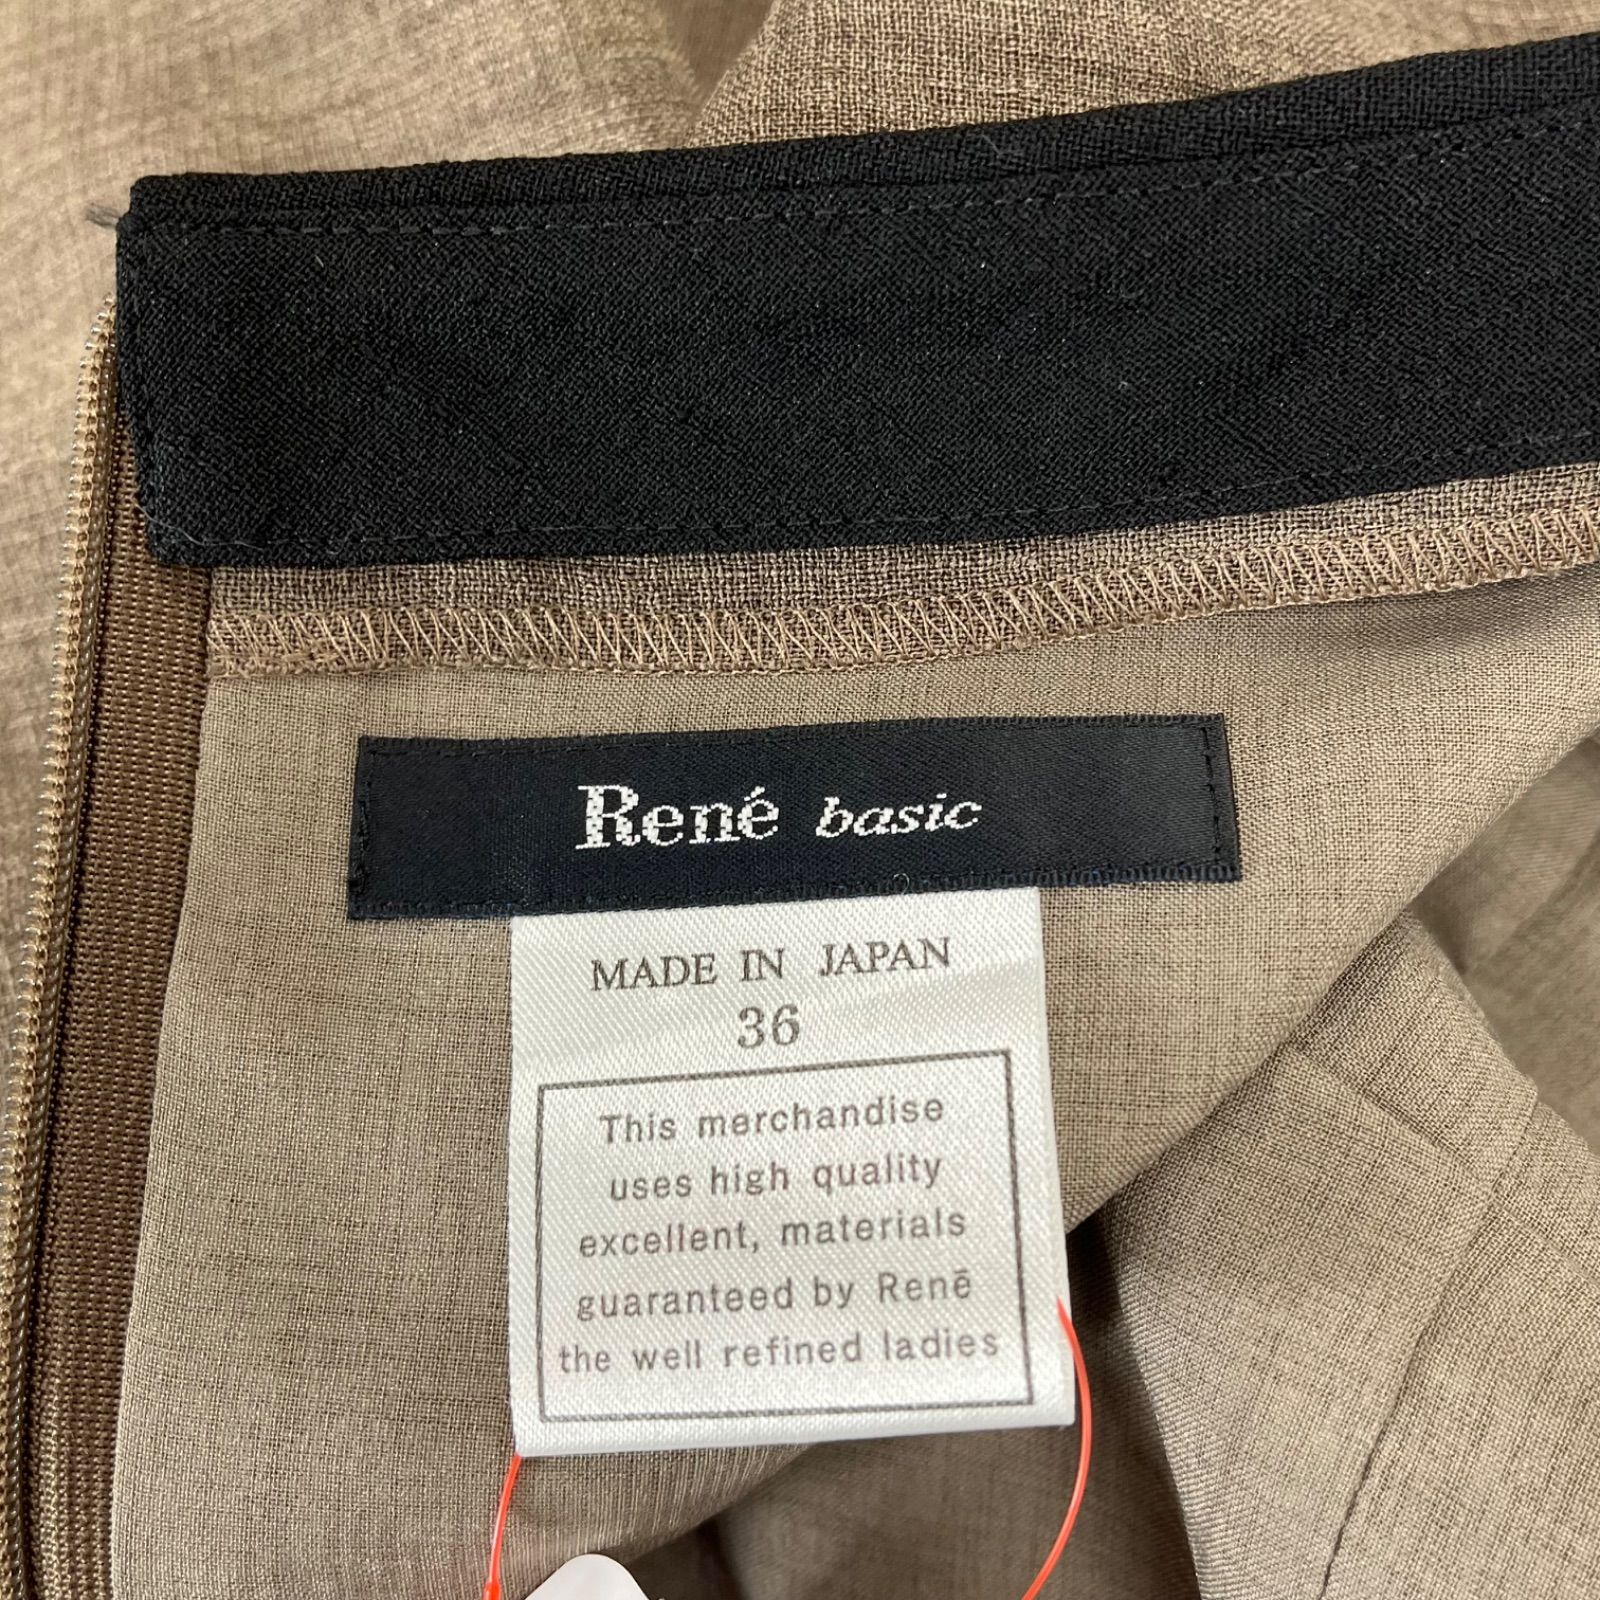 René basic
MADE IN JAPAN
36
This merchandise
uses high quality
excellent, materials
guaranteed by Renē
the well refined ladies